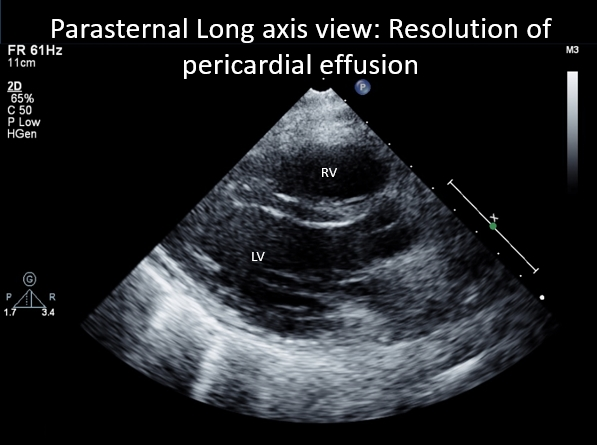 Parasternal Long axis view: Resolution of
pericardial effusion
FR 61Hz
11cm
M3
2D
65%
C 50
P Low
HGen
P
RV
x
LV
G
P R
1.7 3.4